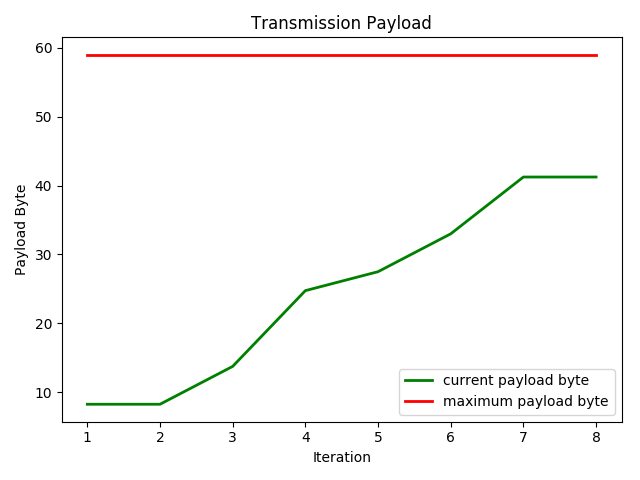 Transmission Payload
60
50
40
30
20
10
Payload Byte
current payload byte
maximum payload byte
1 2 3 4 5 6 7 8
Iteration